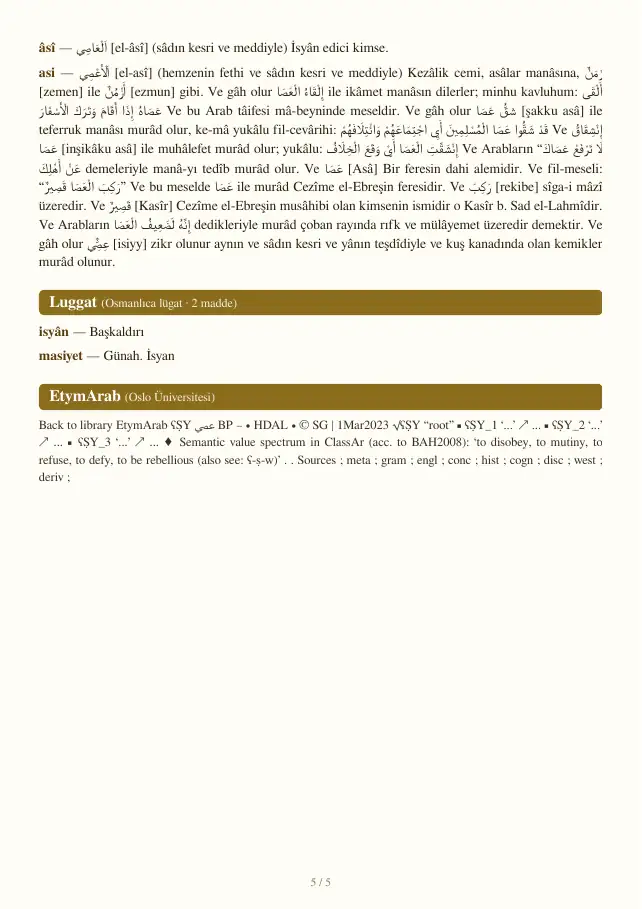 âsî — اَلْعَاصِي [el-âsî] (sâdın kesri ve meddiyle) İsyân edici kimse.
asi — اَلْأَعْصِي [el-asî] (hemzenin fethi ve sâdın kesri ve meddiyle) Kezâlik cemi, asâlar manâsına, زَمَنٌ
[zemen] ile أَزْمُنٌ [ezmun] gibi. Ve gâh olur إِلْقَاءُ الْعَصَا ile ikâmet manâsın dilerler; minhu kavluhum: أَلْقَى
عَصَاهُ إِذَا أَقَامَ وَتَرَكَ الْأَسْفَارَ Ve bu Arab tâifesi mâ-beyninde meseldir. Ve gâh olur شَقُّ عَصَا [şakku asâ] ile
teferruk manâsı murâd olur, ke-mâ yukâlu fil-cevârihi: قَدْ شَقُّوا عَصَا الْمُسْلِمِينَ أَيِ اجْتِمَاعَهُمْ وَائْتِلَافَهُمْ Ve إِنْشِقَاقُ
عَصَا [inşikâku asâ] ile muhâlefet murâd olur; yukâlu: إِنْشَقَّتِ الْعَصَا أَيْ وَقَعَ الْخِلَافُ Ve Arabların “لَا تَرْفَعْ عَصَاكَ
عَنْ أَهْلِكَ demeleriyle manâ-yı tedîb murâd olur. Ve عَصَا [Asâ] Bir feresin dahi alemidir. Ve fil-meseli:
“رَكِبَ الْعَصَا قَصِيرٌ” Ve bu meselde عَصَا ile murâd Cezîme el-Ebreşin feresidir. Ve رَكِبَ [rekibe] sîga-i mâzî
üzeredir. Ve قَصِيرٌ [Kasîr] Cezîme el-Ebreşin musâhibi olan kimsenin ismidir o Kasîr b. Sad el-Lahmîdir.
Ve Arabların إِنَّهُ لَضَعِيفُ الْعَصَا dedikleriyle murâd çoban rayında rıfk ve mülâyemet üzeredir demektir. Ve
gâh olur عِصِيٌّ [isiyy] zikr olunur aynın ve sâdın kesri ve yânın teşdîdiyle ve kuş kanadında olan kemikler
murâd olunur.
Luggat (Osmanlıca lügat · 2 madde)
isyân — Başkaldırı
masiyet — Günah. İsyan
EtymArab (Oslo Üniversitesi)
Back to library EtymArab ʕṢY عصي BP – • HDAL • © SG | 1Mar2023 √ʕṢY “root” ▪ ʕṢY_1 ‘...’ ↗ ... ▪ ʕṢY_2 ‘...’
↗ ... ▪ ʕṢY_3 ‘...’ ↗ ... ♦ Semantic value spectrum in ClassAr (acc. to BAH2008): ‘to disobey, to mutiny, to
refuse, to defy, to be rebellious (also see: ʕ-ṣ-w)’ . . Sources ; meta ; gram ; engl ; conc ; hist ; cogn ; disc ; west ;
deriv ;
5 / 5